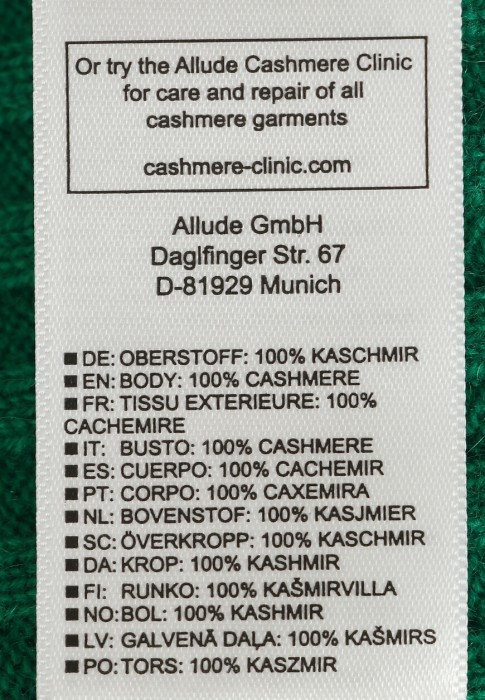 Or try the Allude Cashmere Clinic
for care and repair of all
cashmere garments
cashmere-clinic.com
Allude GmbH
Daglfinger Str. 67
D-81929 Munich
■ DE: OBERSTOFF: 100% KASCHMIR
■ EN: BODY: 100% CASHMERE
■ FR: TISSU EXTERIEURE: 100%
CACHEMIRE
■ IT: BUSTO: 100% CASHMERE
■ ES: CUERPO: 100% CACHEMIR
■ PT: CORPO: 100% CAXEMIRA
■ NL: BOVENSTOF: 100% KASJMIER
■ SC: ÖVERKROPP: 100% KASCHMIR
■ DA: KROP: 100% KASHMIR
■ FI: RUNKO: 100% KAŠMIRVILLA
■ NO: BOL: 100% KASHMIR
■ LV: GALVENĀ DAĻA: 100% KAŠMIRS
■ PO: TORS: 100% KASZMIR